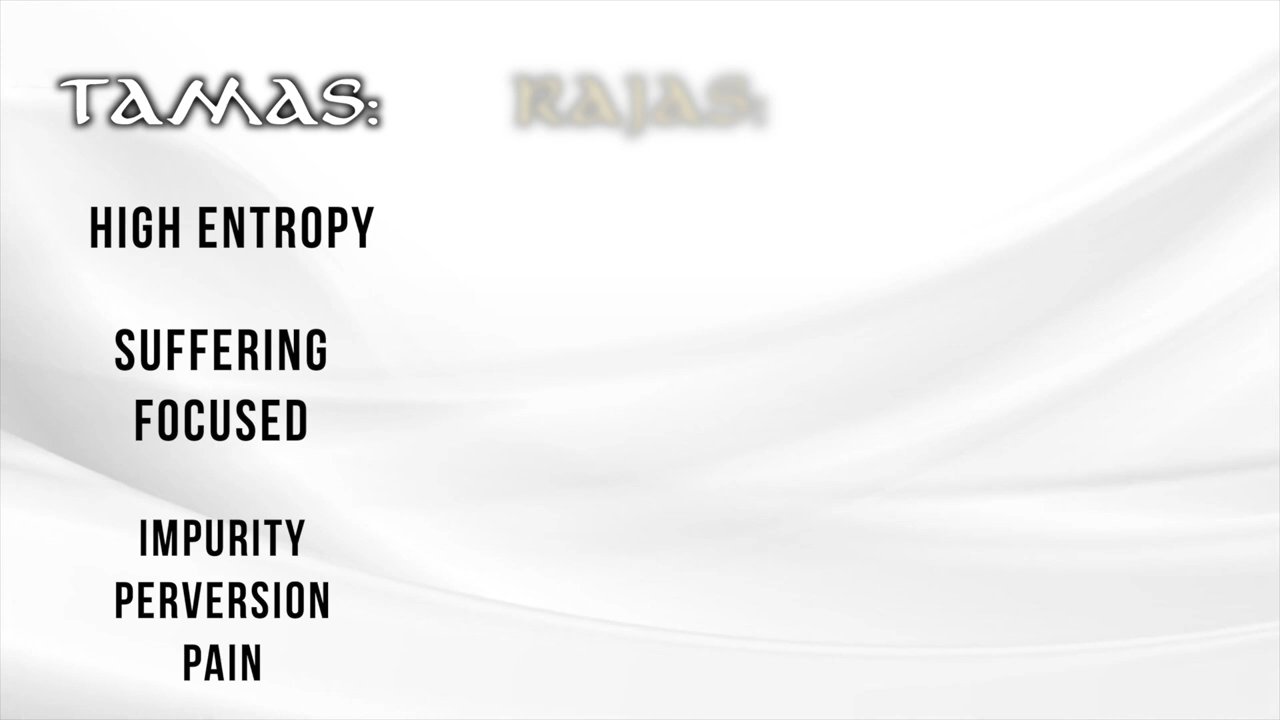 TAMAS:
RAJAS:
HIGH ENTROPY
SUFFERING
FOCUSED
IMPURITY
PERVERSION
PAIN